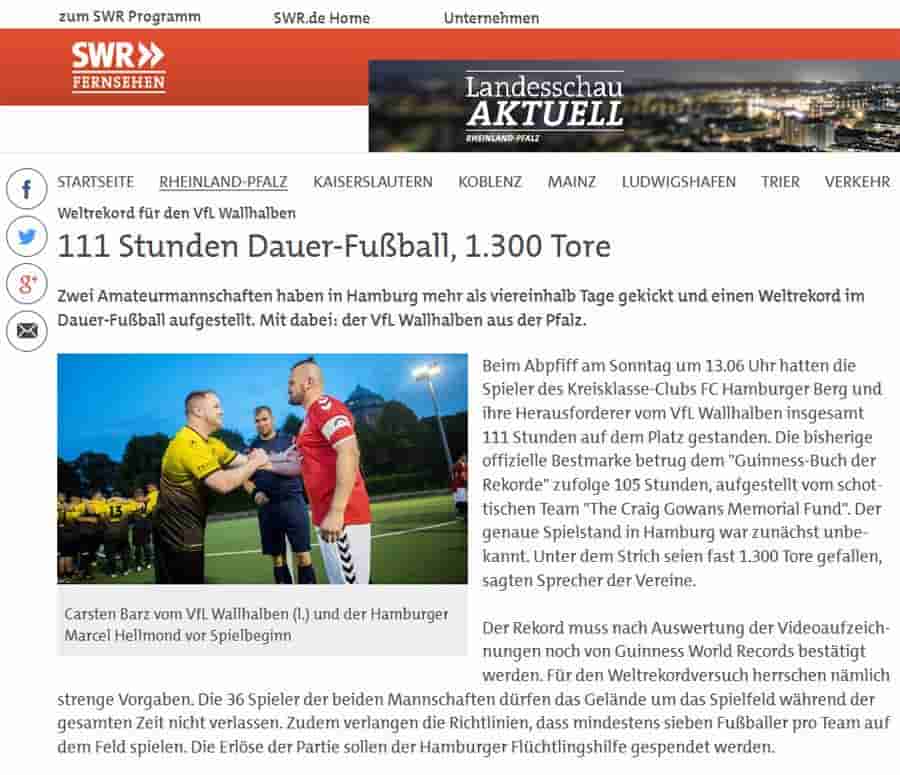 zum SWR Programm SWR.de Home Unternehmen
SWR
FERNSEHEN
Landesschau
AKTUELL
RHEINLAND-PFALZ
STARTSEITE RHEINLAND-PFALZ KAISERSLAUTERN KOBLENZ MAINZ LUDWIGSHAFEN TRIER VERKEHR
Weltrekord für den VfL Wallhalben
111 Stunden Dauer-Fußball, 1.300 Tore
Zwei Amateurmannschaften haben in Hamburg mehr als viereinhalb Tage gekickt und einen Weltrekord im
Dauer-Fußball aufgestellt. Mit dabei: der VfL Wallhalben aus der Pfalz.
13
Carsten Barz vom VfL Wallhalben (l.) und der Hamburger
Marcel Hellmond vor Spielbeginn
Beim Abpfiff am Sonntag um 13.06 Uhr hatten die
Spieler des Kreisklasse-Clubs FC Hamburger Berg und
ihre Herausforderer vom VfL Wallhalben insgesamt
111 Stunden auf dem Platz gestanden. Die bisherige
offizielle Bestmarke betrug dem "Guinness-Buch der
Rekorde" zufolge 105 Stunden, aufgestellt vom schot-
tischen Team "The Craig Gowans Memorial Fund". Der
genaue Spielstand in Hamburg war zunächst unbe-
kannt. Unter dem Strich seien fast 1.300 Tore gefallen,
sagten Sprecher der Vereine.
Der Rekord muss nach Auswertung der Videoaufzeich-
nungen noch von Guinness World Records bestätigt
werden. Für den Weltrekordversuch herrschen nämlich
strenge Vorgaben. Die 36 Spieler der beiden Mannschaften dürfen das Gelände um das Spielfeld während der
gesamten Zeit nicht verlassen. Zudem verlangen die Richtlinien, dass mindestens sieben Fußballer pro Team auf
dem Feld spielen. Die Erlöse der Partie sollen der Hamburger Flüchtlingshilfe gespendet werden.